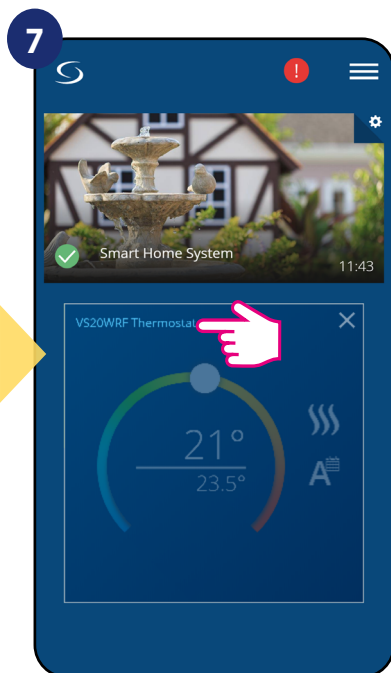 7
!
Smart Home System
11:43
VS20WRF Thermostat
21°
23.5°
A